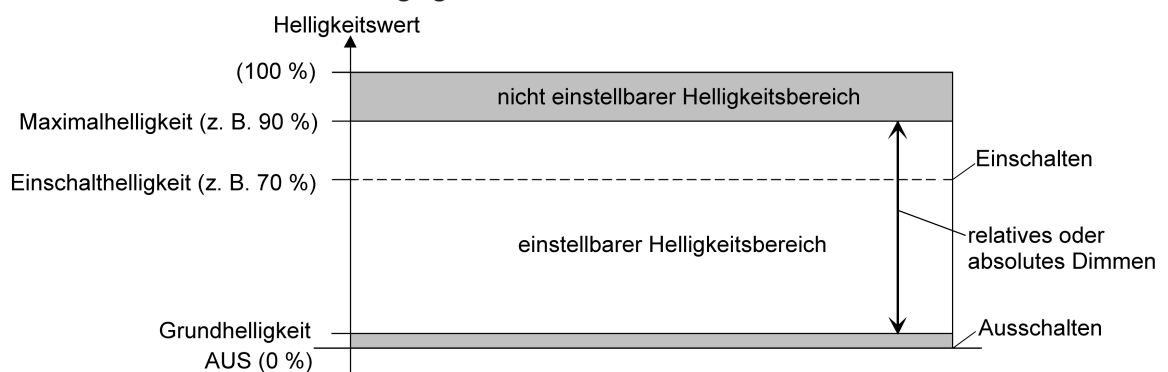 Helligkeitswert
(100 %)
nicht einstellbarer Helligkeitsbereich
Maximalhelligkeit (z. B. 90 %)
Einschalten
Einschalthelligkeit (z. B. 70 %)
einstellbarer Helligkeitsbereich
relatives oder
absolutes Dimmen
Grundhelligkeit
Ausschalten
AUS (0 %)